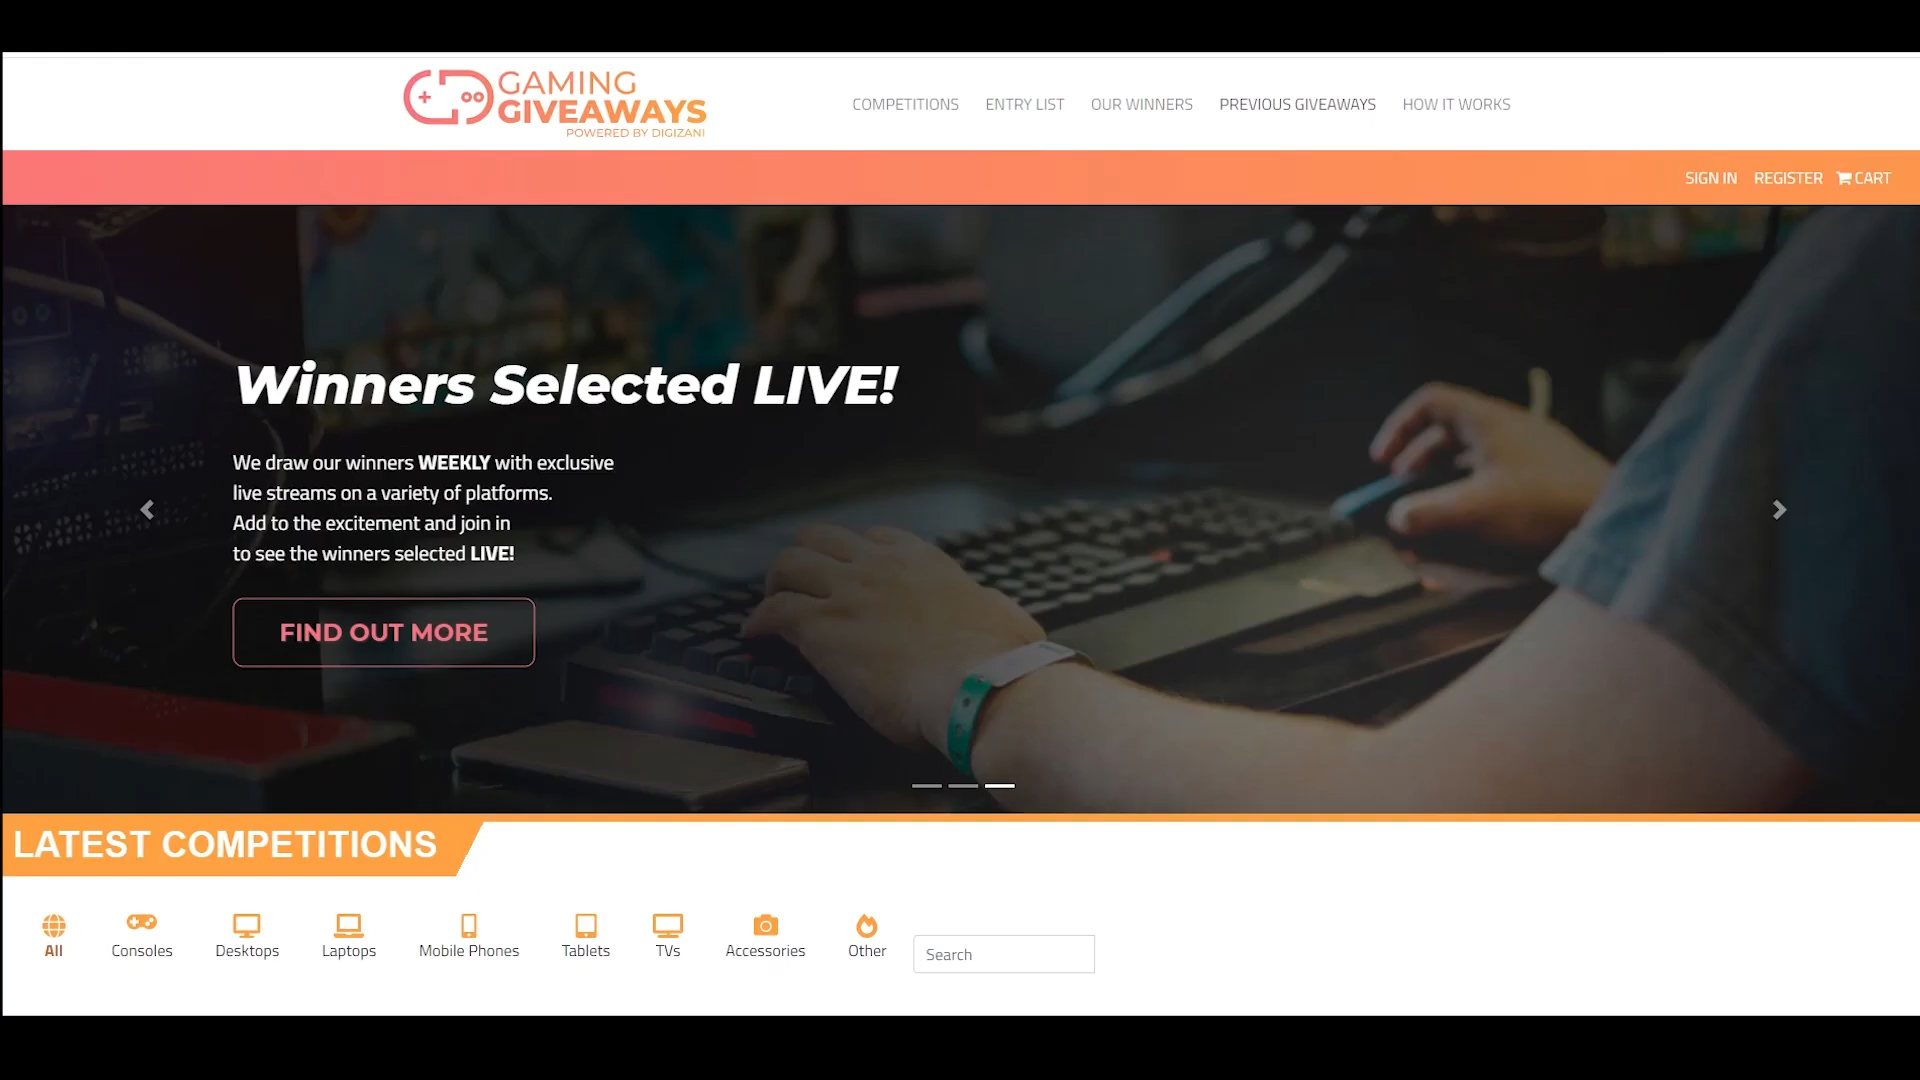 GAMING
GIVEAWAYS
POWERED BY DIGIZANI
COMPETITIONS ENTRY LIST OUR WINNERS PREVIOUS GIVEAWAYS HOW IT WORKS
SIGN IN REGISTER CART
Winners Selected LIVE!
We draw our winners WEEKLY with exclusive
live streams on a variety of platforms.
Add to the excitement and join in
to see the winners selected LIVE!
FIND OUT MORE
LATEST COMPETITIONS
All Consoles Desktops Laptops Mobile Phones Tablets TVs Accessories Other Search